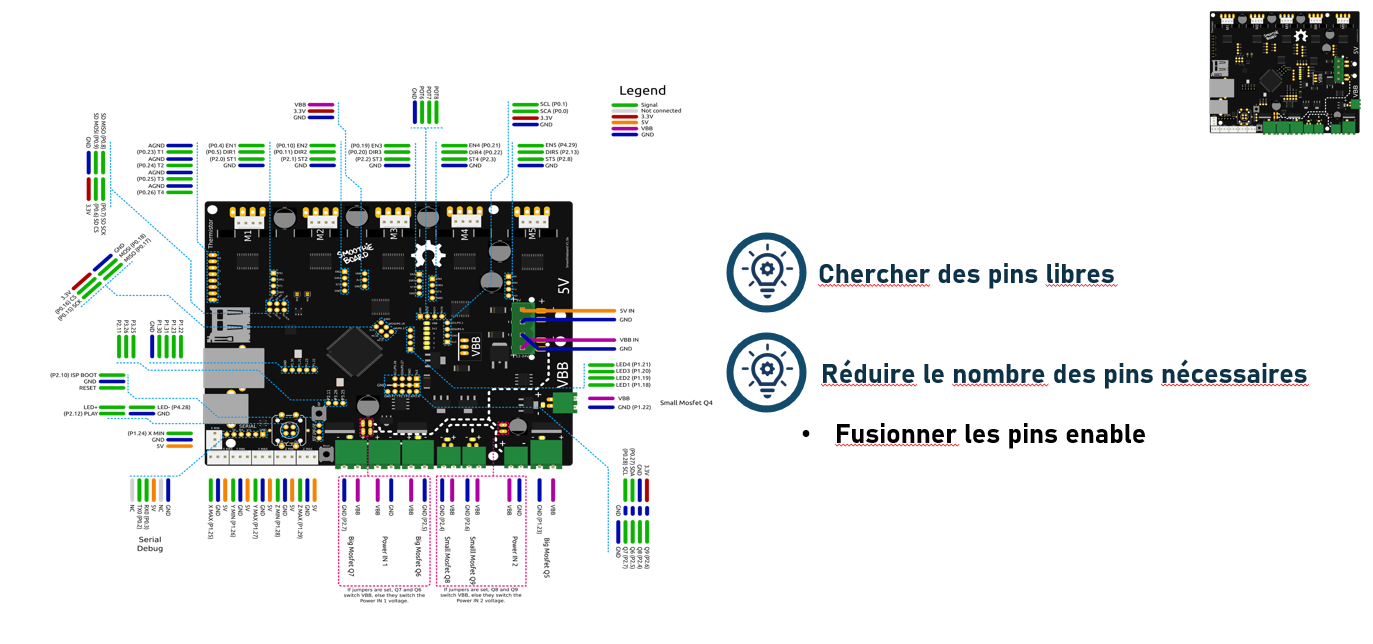 Legend
Signal
Not connected
3.3V
5V
VBB
GND
VBB
3.3V
GND
GND
POT6
POT7
POT8
SCL (P0.1)
SCA (P0.0)
3.3V
GND
SD MOSI (P0.9)
SD MISO (P0.8)
GND
3.3V
(P0.6) SD CS
(P0.7) SD SCK
AGND
(P0.23) T1
AGND
(P0.24) T2
AGND
(P0.25) T3
AGND
(P0.26) T4
(P0.4) EN1
(P0.5) DIR1
(P2.0) ST1
GND
(P0.10) EN2
(P0.11) DIR2
(P2.1) ST2
GND
(P0.19) EN3
(P0.20) DIR3
(P2.2) ST3
GND
EN4 (P0.21)
DIR4 (P0.22)
ST4 (P2.3)
GND
EN5 (P4.29)
DIR5 (P2.13)
ST5 (P2.8)
GND
GND
MOSI (P0.18)
MISO (P0.17)
3.3V
(P0.16) CS
(P0.15) SCK
Thermistor
M1
M2
M3
M4
M5
SMOOTHIE
BOARD
5V
VBB
VBB
5V IN
GND
VBB IN
GND
P2.11
P3.26
P3.25
GND
P1.30
P1.31
P1.23
P1.22
(P2.10) ISP BOOT
GND
RESET
LED+
(P2.12) PLAY
LED- (P4.28)
GND
(P1.24) X MIN
GND
5V
SERIAL
LED4 (P1.21)
LED3 (P1.20)
LED2 (P1.19)
LED1 (P1.18)
VBB
GND (P1.22)
Small Mosfet Q4
NC
TX0 (P0.2)
RX0 (P0.3)
5V
NC
GND
Serial
Debug
X MAX (P1.25)
GND
5V
Y MIN (P1.26)
GND
5V
Y MAX (P1.27)
GND
5V
Z MIN (P1.28)
GND
5V
Z MAX (P1.29)
GND
5V
GND (P2.7)
VBB
VBB
GND
VBB
GND (P2.5)
Big Mosfet Q7
Power IN 1
Big Mosfet Q6
GND (P2.4)
VBB
GND (P2.6)
VBB
VBB
GND
Small Mosfet Q8
Small Mosfet Q9
Power IN 2
GND (P1.23)
VBB
Big Mosfet Q5
If jumpers are set, Q7 and Q6
switch VBB, else they switch the
Power IN 1 voltage.
If jumpers are set, Q8 and Q9
switch VBB, else they switch the
Power IN 2 voltage.
(P0.28) SCL
(P0.27) SDA
GND
3.3V
GND
Q7 (P2.7)
Q6 (P2.5)
Q8 (P2.4)
Q9 (P2.6)
5V
VBB
Chercher des pins libres
Réduire le nombre des pins nécessaires
• Fusionner les pins enable